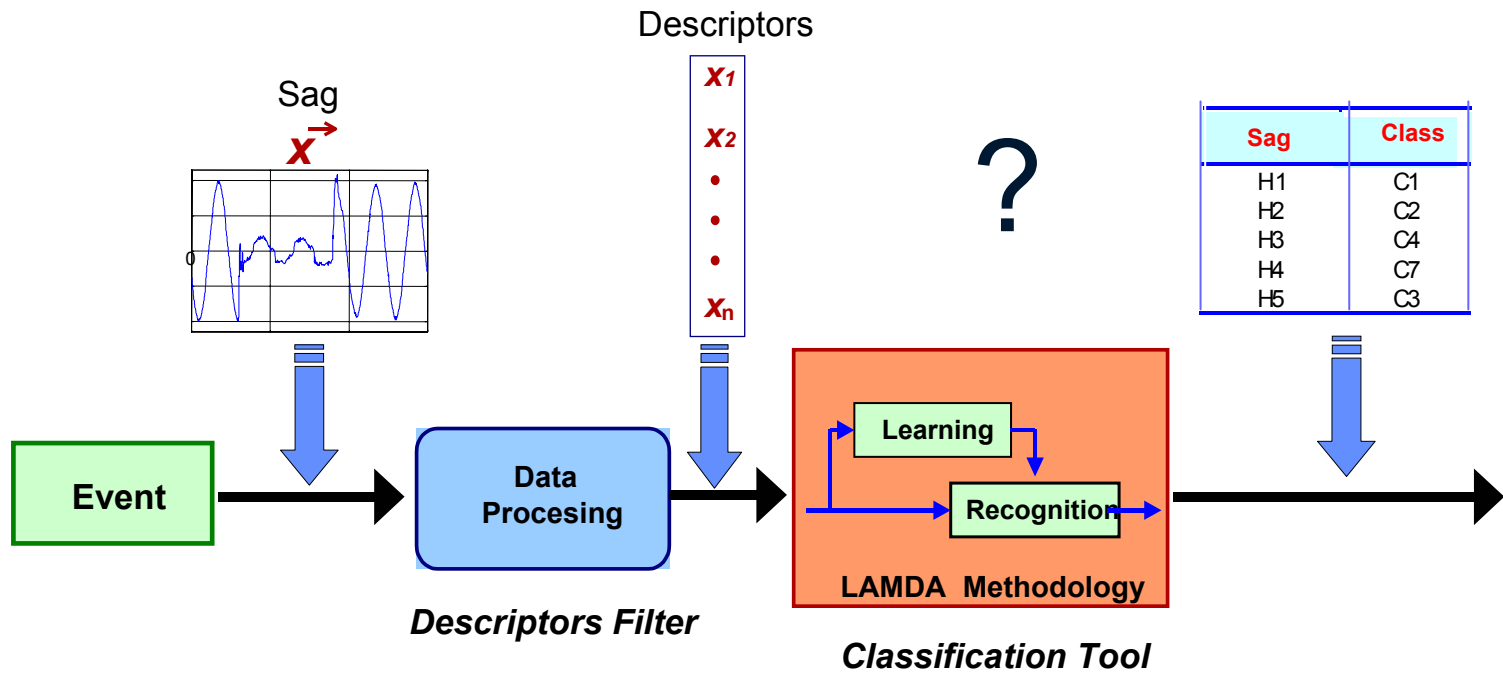 Descriptors
Sag
X
0
x1
x2
xn
?
Sag Class
H1 C1
H2 C2
H3 C4
H4 C7
H5 C3
Event
Data
Procesing
Learning
Recognition
LAMDA Methodology
Descriptors Filter
Classification Tool